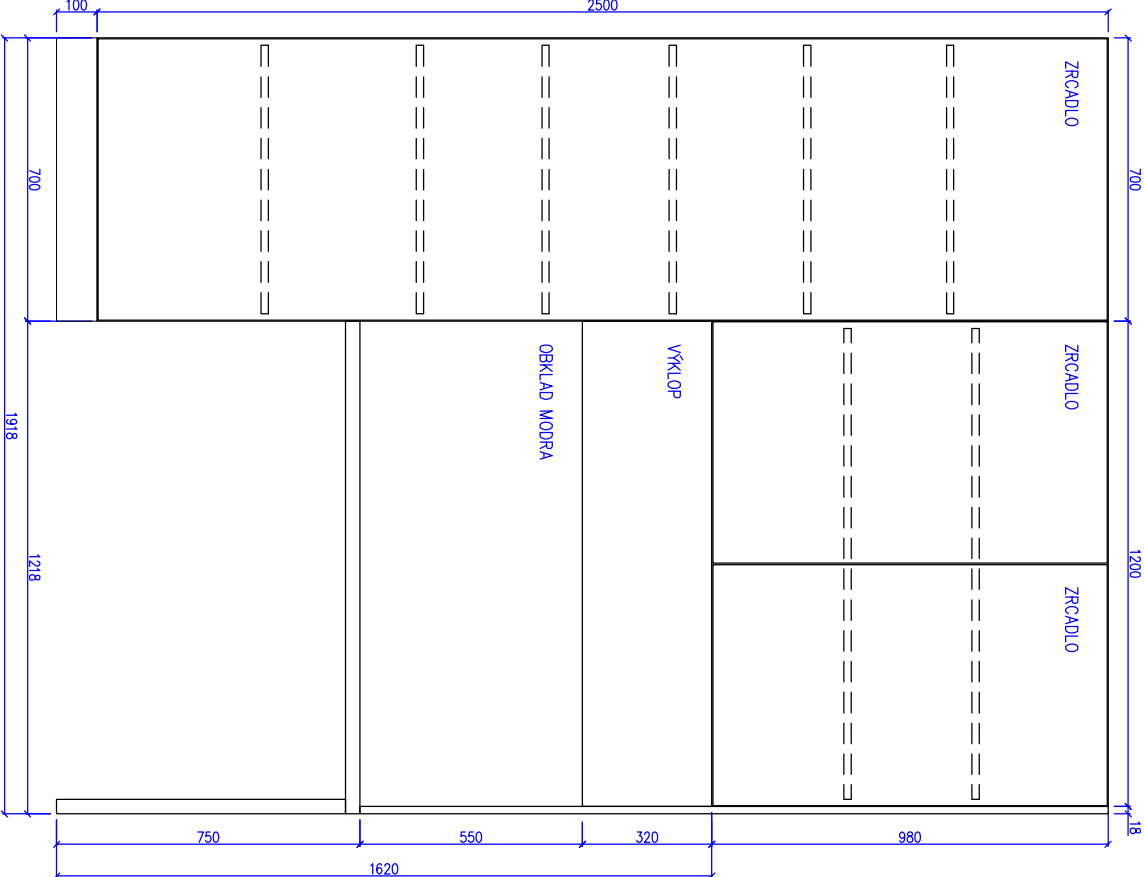 100
2500
ZRCADLO
700
700
ZRCADLO
VÝKLOP
OBKLAD MODRA
1918
1218
1200
ZRCADLO
18
750
550
320
980
1620